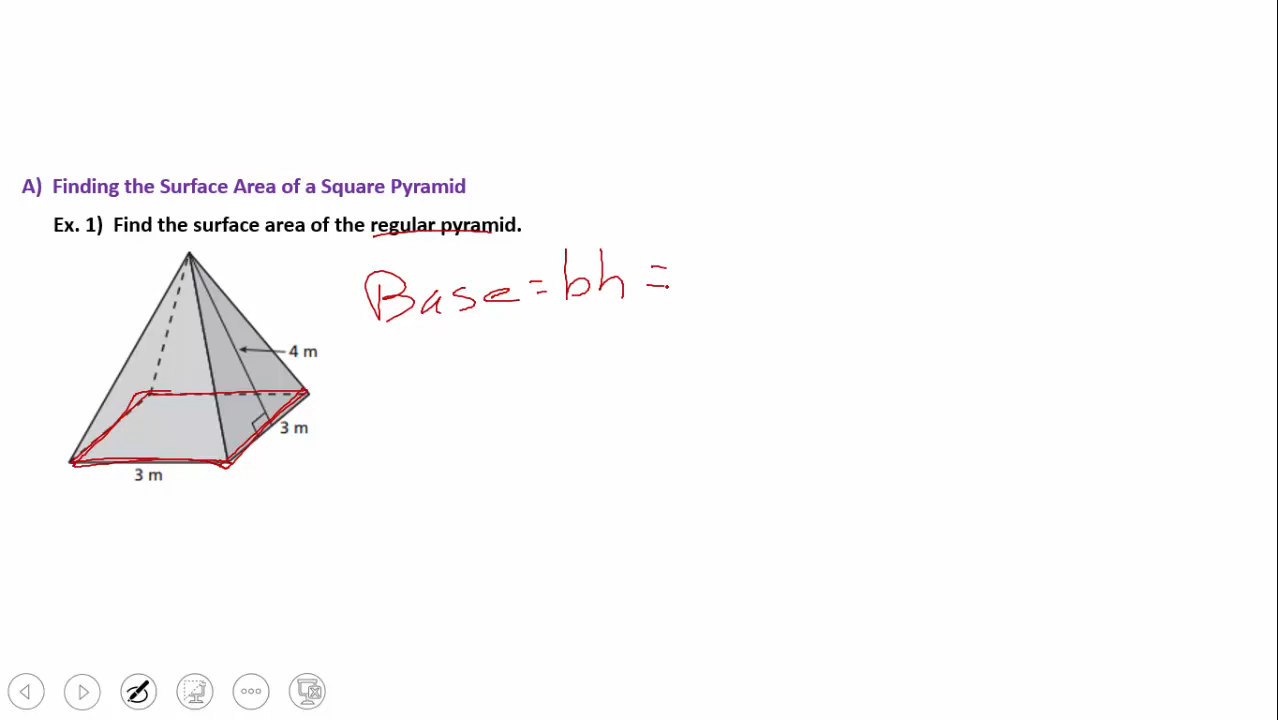 A) Finding the Surface Area of a Square Pyramid
Ex. 1) Find the surface area of the regular pyramid.
Base = bh =
4 m
3 m
3 m